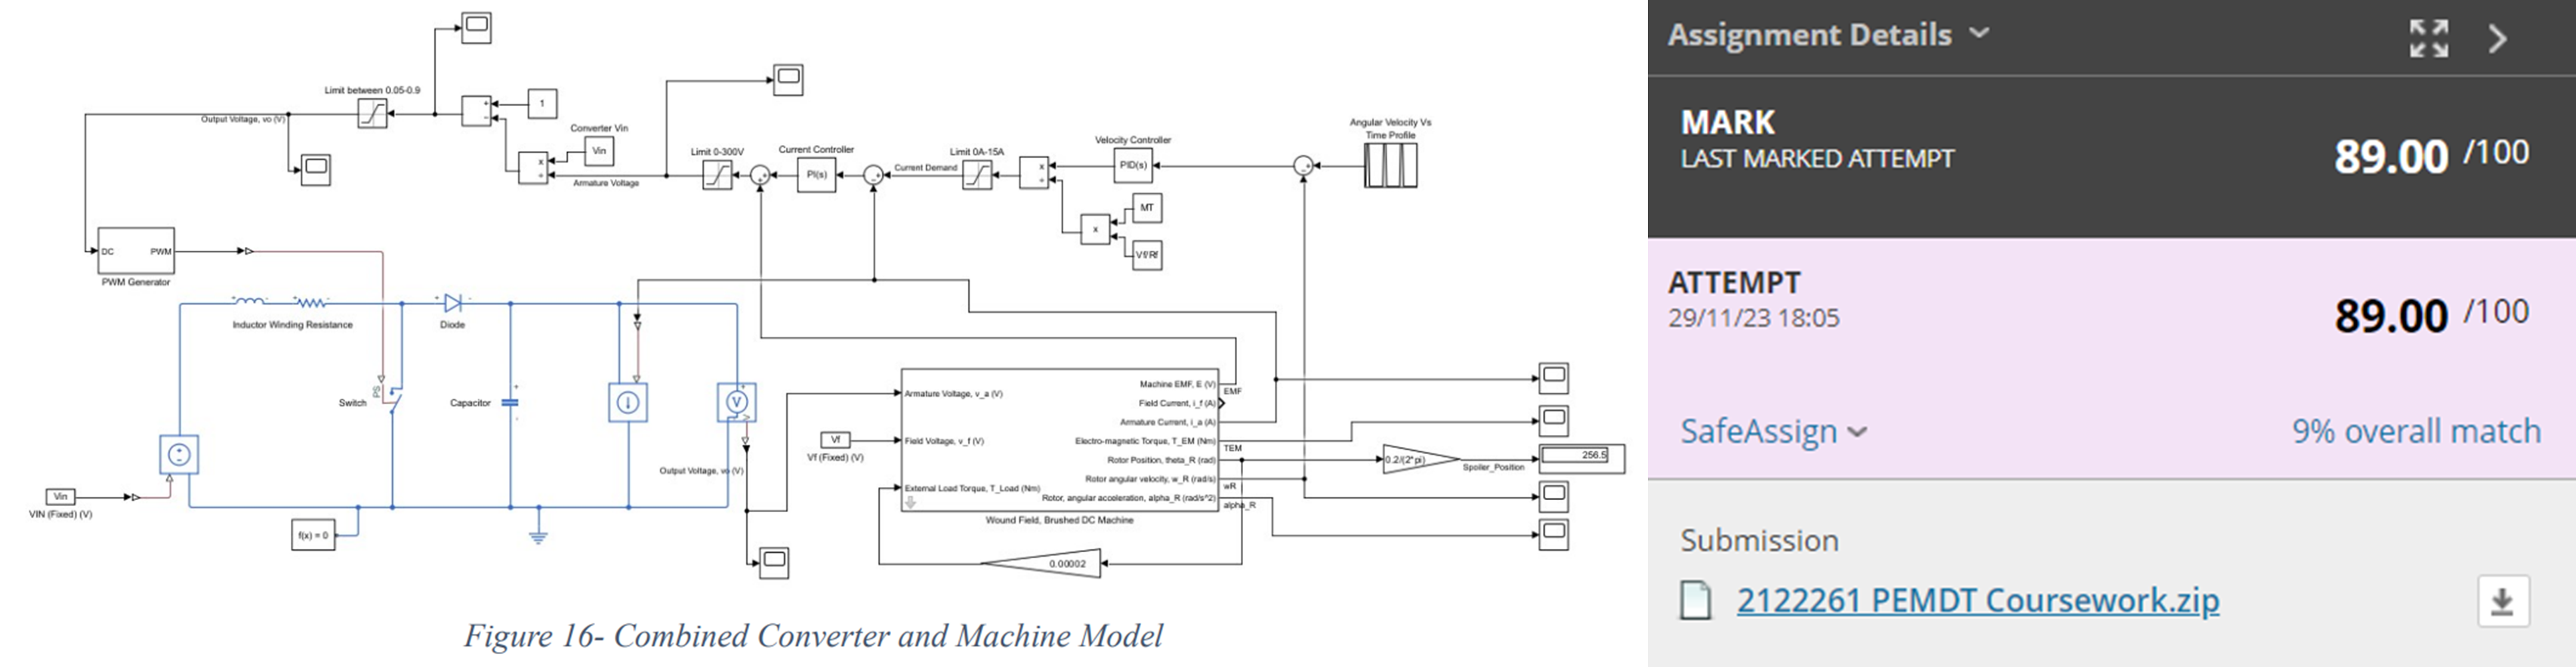 Limit between 0.05-0.9
Output Voltage, vo (V)
+
-
1
Converter Vin
Vin
x
÷
Armature Voltage
Limit 0-300V
Current Controller
PI(s)
Current Demand
Limit 0A-15A
x
÷
Velocity Controller
PID(s)
Angular Velocity Vs
Time Profile
MT
x
Vf/Rf
DC
PWM
PWM Generator
Inductor Winding Resistance
Diode
PS
Switch
Capacitor
V
Output Voltage, vo (V)
Vin
VIN (Fixed) (V)
f(x) = 0
Vf
Vf (Fixed) (V)
Armature Voltage, v_a (V)
Field Voltage, v_f (V)
External Load Torque, T_Load (Nm)
Machine EMF, E (V)
Field Current, i_f (A)
Armature Current, i_a (A)
Electro-magnetic Torque, T_EM (Nm)
Rotor Position, theta_R (rad)
Rotor angular velocity, w_R (rad/s)
Rotor, angular acceleration, alpha_R (rad/s^2)
EMF
TEM
wR
alpha_R
Wound Field, Brushed DC Machine
0.00002
0.2/(2*pi)
Spoiler_Position
256.5
Figure 16- Combined Converter and Machine Model
Assignment Details
MARK
LAST MARKED ATTEMPT
89.00 /100
ATTEMPT
29/11/23 18:05
89.00 /100
SafeAssign
9% overall match
Submission
2122261 PEMDT Coursework.zip